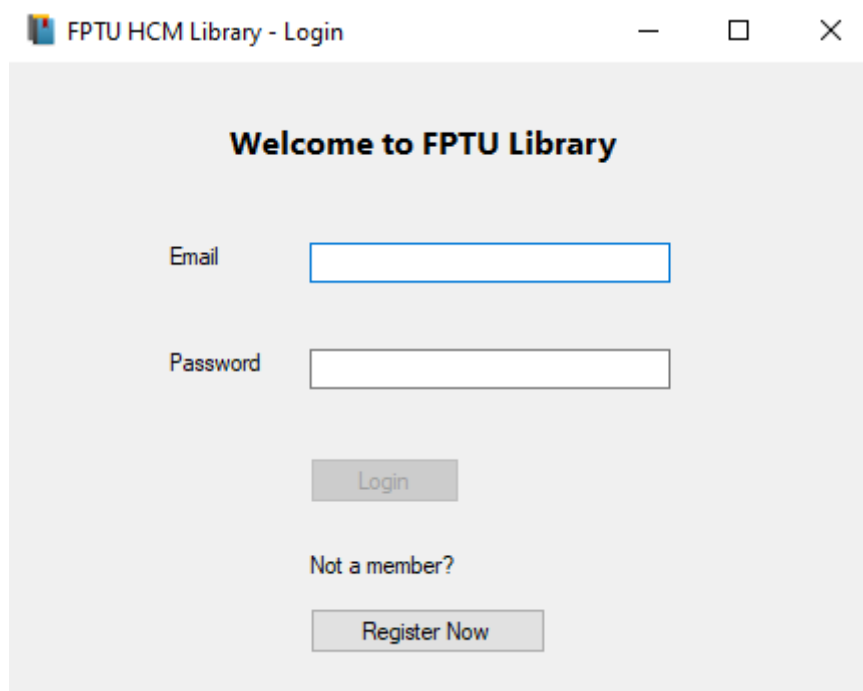 FPTU HCM Library - Login
Welcome to FPTU Library
Email
Password
Login
Not a member?
Register Now